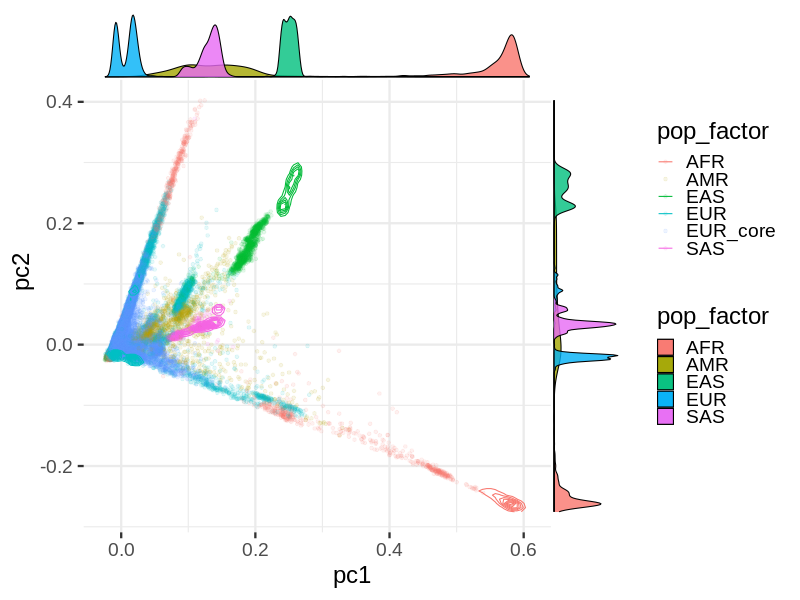 0.4
0.2
0.0
-0.2
pc2
0.0
0.2
0.4
0.6
pc1
pop_factor
AFR
AMR
EAS
EUR
EUR_core
SAS
pop_factor
AFR
AMR
EAS
EUR
SAS